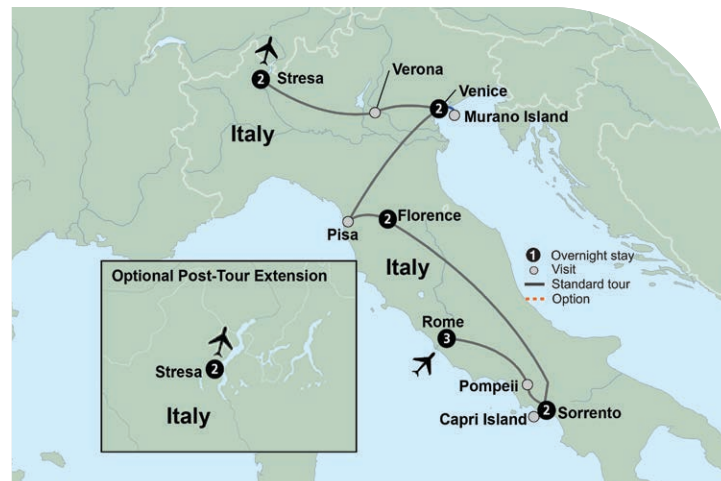 2
Stresa
Verona
Venice
2
Murano Island
Italy
2
Florence
Pisa
1 Overnight stay
Visit
Standard tour
Option
Italy
Optional Post-Tour Extension
Rome
3
Stresa
2
Pompeii
Italy
Capri Island
2
Sorrento